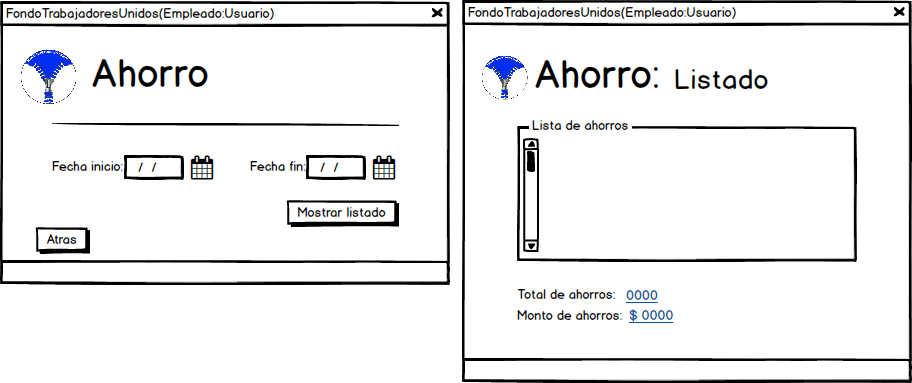 FondoTrabajadoresUnidos(Empleado:Usuario)
Ahorro
Fecha inicio: / /
Fecha fin: / /
Mostrar listado
Atras
FondoTrabajadoresUnidos(Empleado:Usuario)
Ahorro: Listado
Lista de ahorros
Total de ahorros: 0000
Monto de ahorros: $ 0000